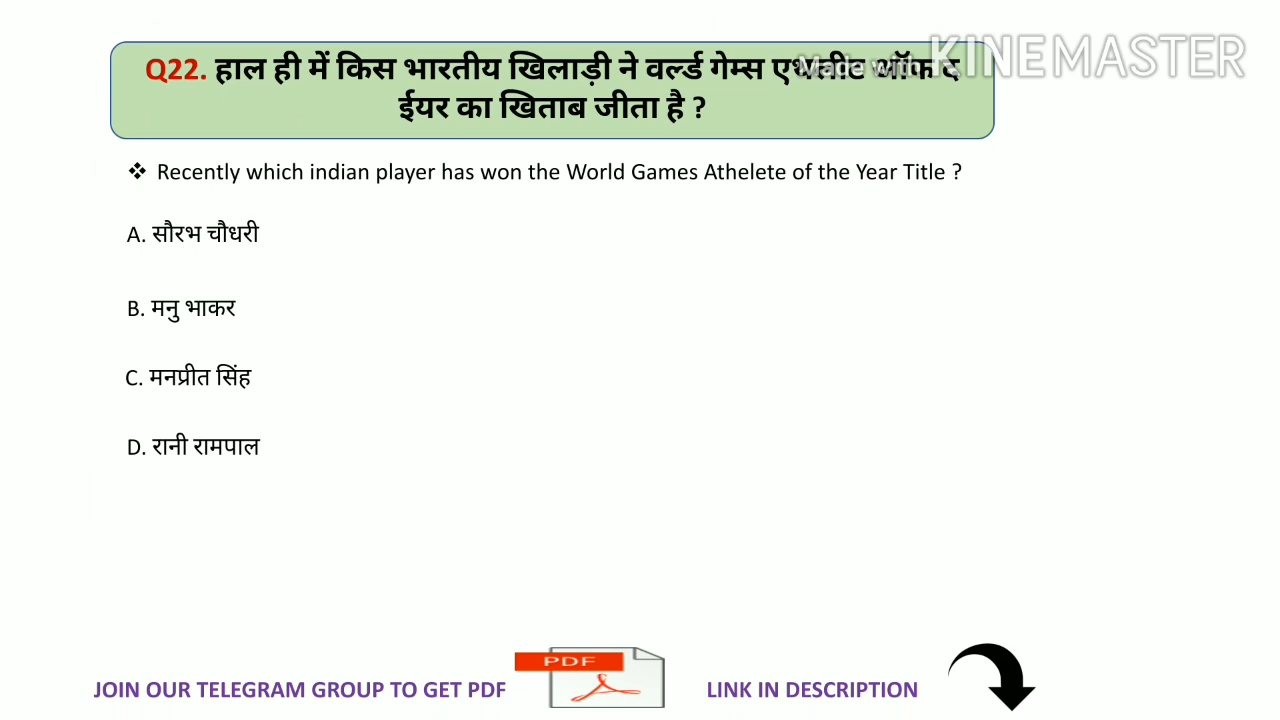 Made with KINEMASTER
Q22. हाल ही में किस भारतीय खिलाड़ी ने वर्ल्ड गेम्स एथलीट ऑफ द
ईयर का खिताब जीता है ?
❖ Recently which indian player has won the World Games Athelete of the Year Title ?
A. सौरभ चौधरी
B. मनु भाकर
C. मनप्रीत सिंह
D. रानी रामपाल
PDF
JOIN OUR TELEGRAM GROUP TO GET PDF
LINK IN DESCRIPTION